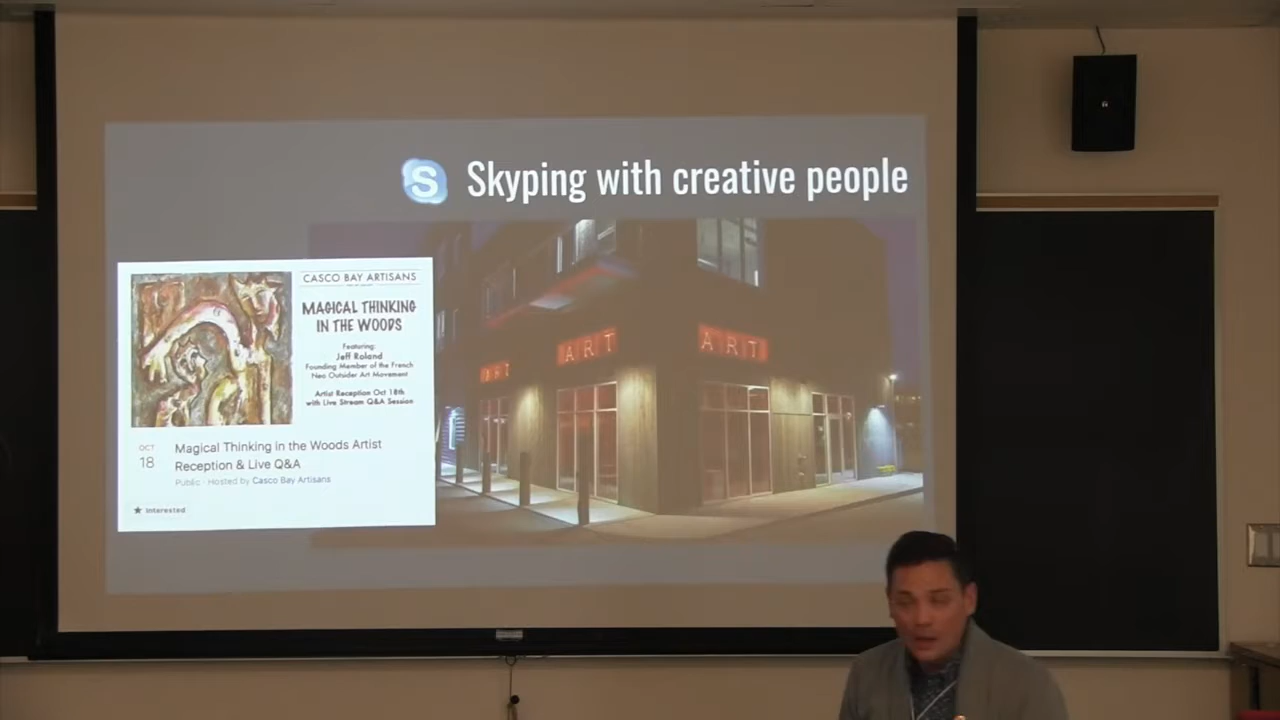 S Skyping with creative people
CASCO BAY ARTISANS
MAGICAL THINKING
IN THE WOODS
Featuring:
Jeff Roland
Founding Member of the French
Neo Outsider Art Movement
Artist Reception Oct 18th
with Live Stream Q&A Session
OCT
18
Magical Thinking in the Woods Artist
Reception & Live Q&A
Public · Hosted by Casco Bay Artisans
★ Interested
ART
ART
ART